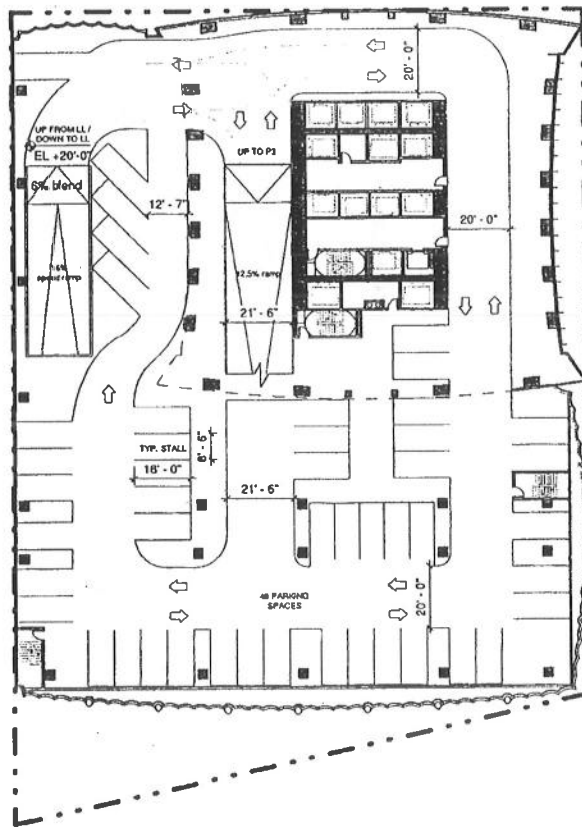 20'-0"
UP FROM LL /
DOWN TO LL
EL +20'-0"
6% blend
UP TO P3
12'-7"
20'-0"
12.5% ramp
21'-6"
TYP. STALL
8'-6"
18'-0"
21'-6"
48 PARKING
SPACES
20'-0"